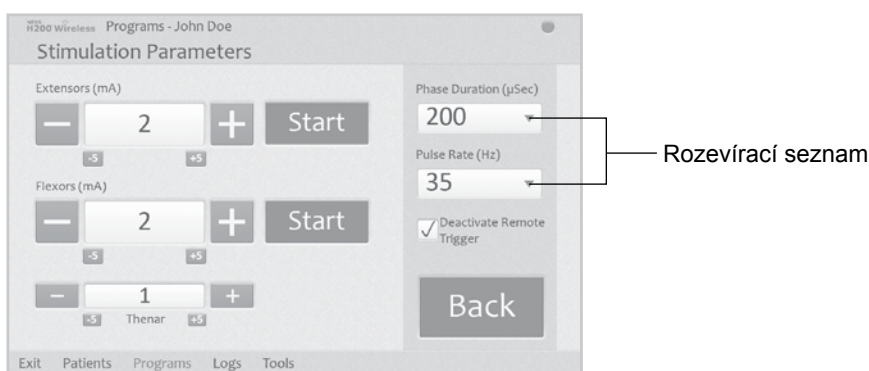 H200 Wireless Programs - John Doe
Stimulation Parameters
Extensors (mA)
2
Start
-5 +5
Flexors (mA)
2
Start
-5 +5
1
-5 Thenar +5
Phase Duration (µSec)
200
Pulse Rate (Hz)
35
✓ Deactivate Remote
Trigger
Back
Rozevírací seznam
Exit Patients Programs Logs Tools